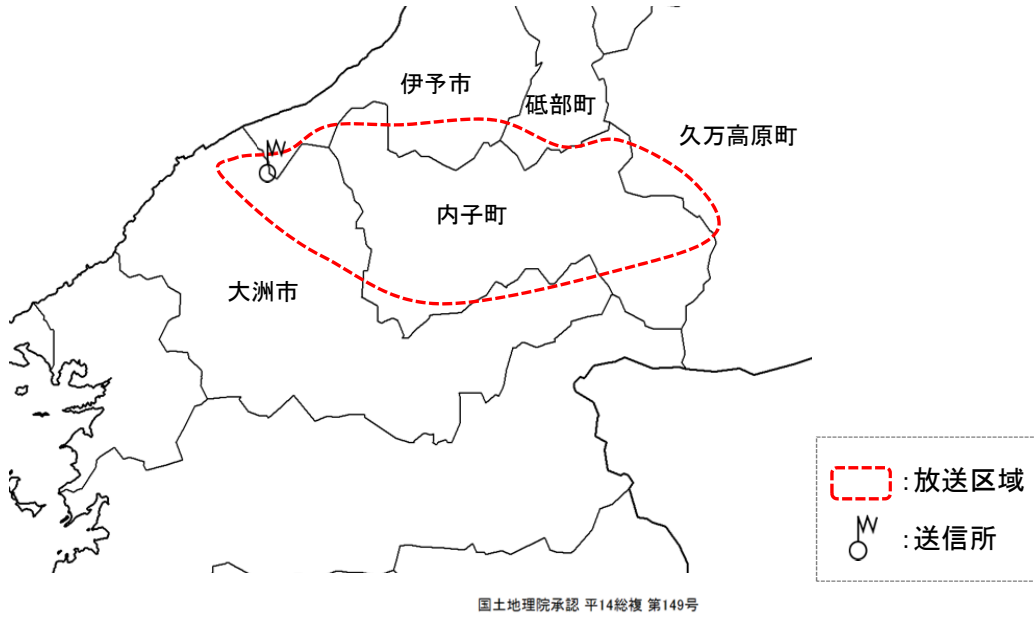 伊予市
砥部町
久万高原町
内子町
大洲市
:放送区域
:送信所
国土地理院承認 平14総複 第149号